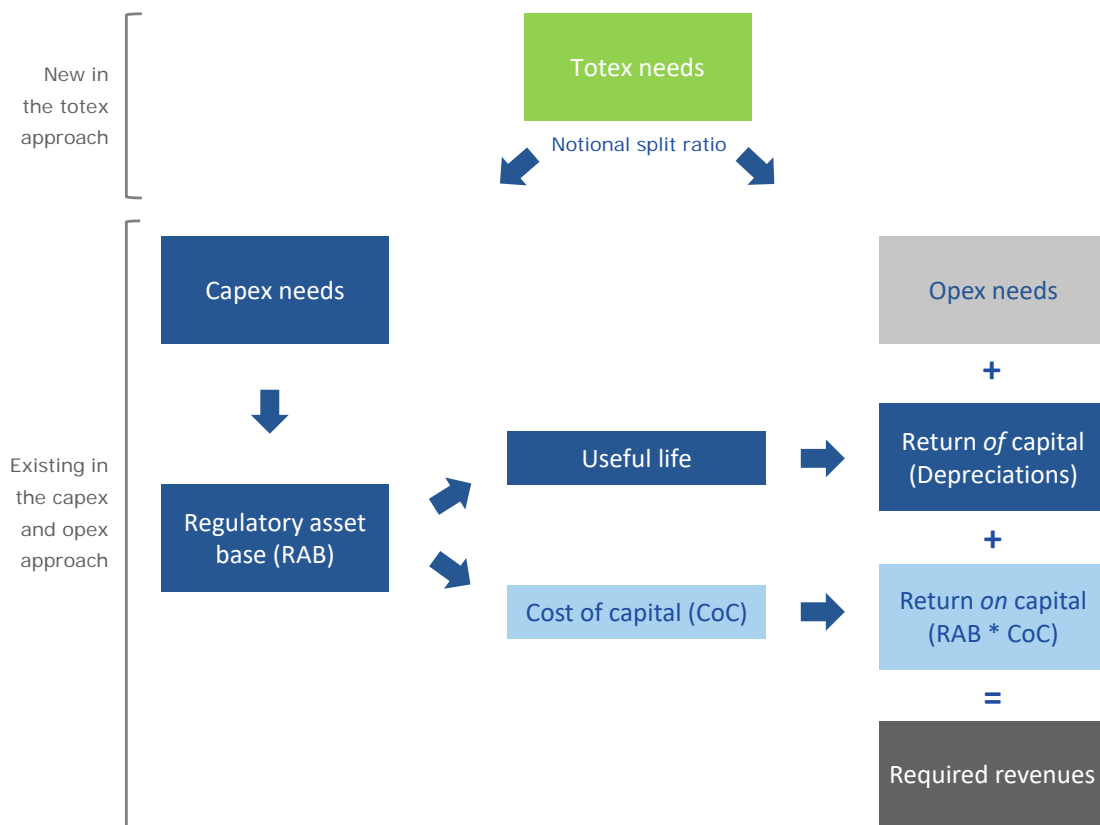 New in
the totex
approach
Totex needs
Notional split ratio
Capex needs
Opex needs
+
Existing in
the capex
and opex
approach
Regulatory asset
base (RAB)
Useful life
Return of capital
(Depreciations)
+
Cost of capital (CoC)
Return on capital
(RAB * CoC)
=
Required revenues